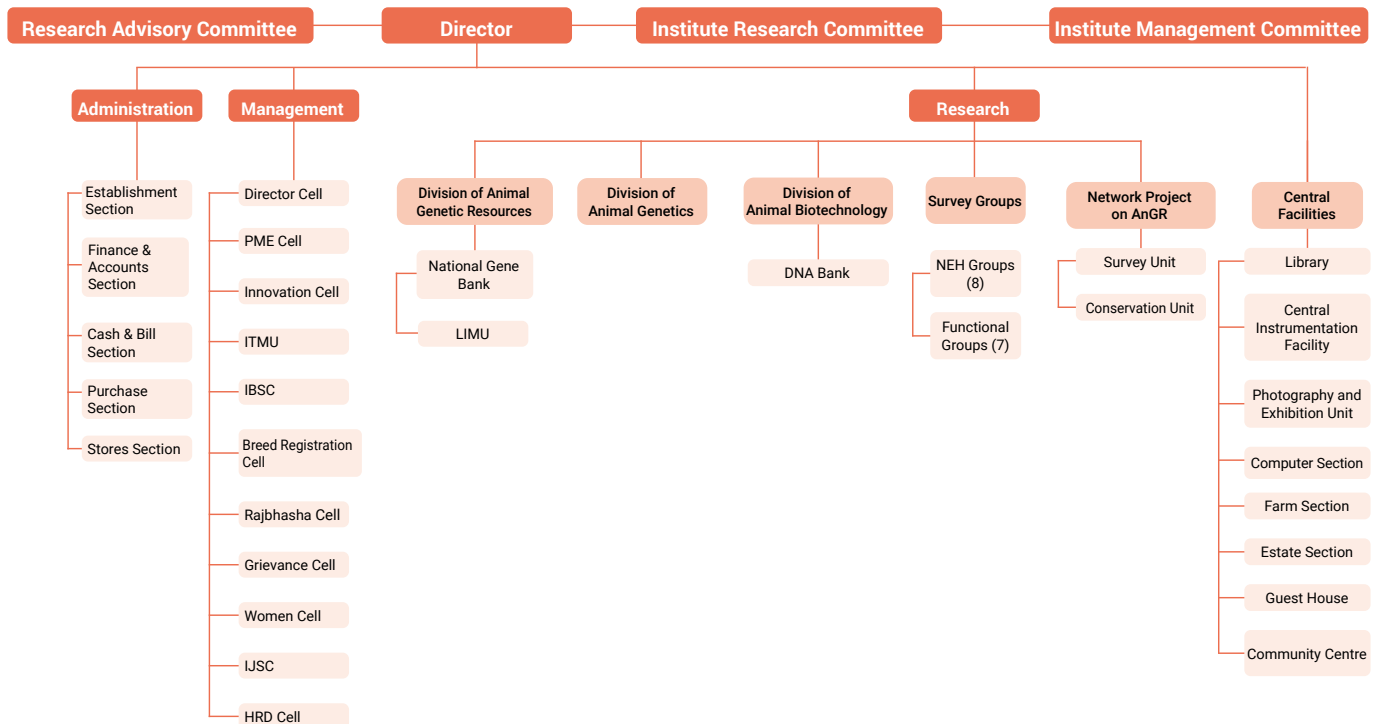 Research Advisory Committee
Director
Institute Research Committee
Institute Management Committee
Administration
Management
Research
Establishment
Section
Finance &
Accounts
Section
Cash & Bill
Section
Purchase
Section
Stores Section
Director Cell
PME Cell
Innovation Cell
ITMU
IBSC
Breed Registration
Cell
Rajbhasha Cell
Grievance Cell
Women Cell
IJSC
HRD Cell
Division of Animal
Genetic Resources
National Gene
Bank
LIMU
Division of
Animal Genetics
Division of
Animal Biotechnology
DNA Bank
Survey Groups
NEH Groups
(8)
Functional
Groups (7)
Network Project
on AnGR
Survey Unit
Conservation Unit
Central
Facilities
Library
Central
Instrumentation
Facility
Photography and
Exhibition Unit
Computer Section
Farm Section
Estate Section
Guest House
Community Centre